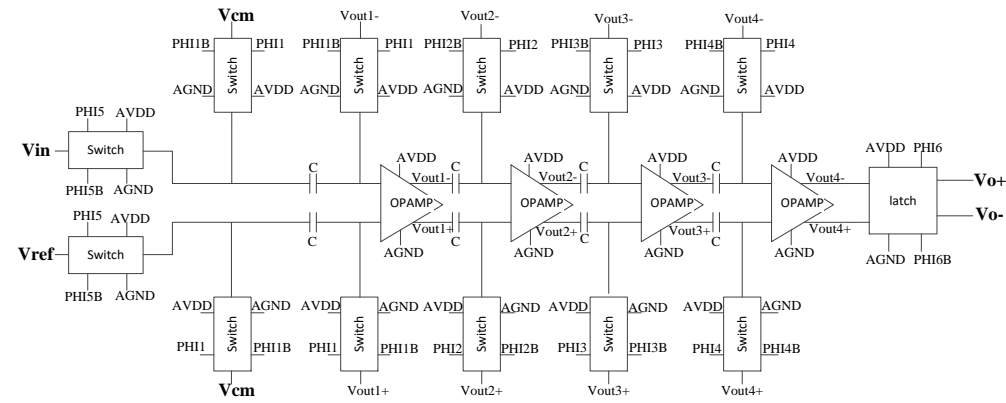 Vcm Vout1- Vout2- Vout3- Vout4-
PHI1B Switch PHI1 PHI1B Switch PHI1 PHI2B Switch PHI2 PHI3B Switch PHI3 PHI4B Switch PHI4
AGND AVDD AGND AVDD AGND AVDD AGND AVDD AGND AVDD
PHI5 AVDD
Vin Switch
PHI5B AGND
C AVDD Vout1- C AVDD Vout2- C AVDD Vout3- C AVDD Vout4- AVDD PHI6
OPAMP OPAMP OPAMP OPAMP latch
Vo+
Vo-
C AGND Vout1+ C AGND Vout2+ C AGND Vout3+ C AGND Vout4+ AGND PHI6B
PHI5 AVDD
Vref Switch
PHI5B AGND
AVDD Switch AGND AVDD Switch AGND AVDD Switch AGND AVDD Switch AGND AVDD Switch AGND
PHI1 PHI1B PHI1 PHI1B PHI2 PHI2B PHI3 PHI3B PHI4 PHI4B
Vcm Vout1+ Vout2+ Vout3+ Vout4+